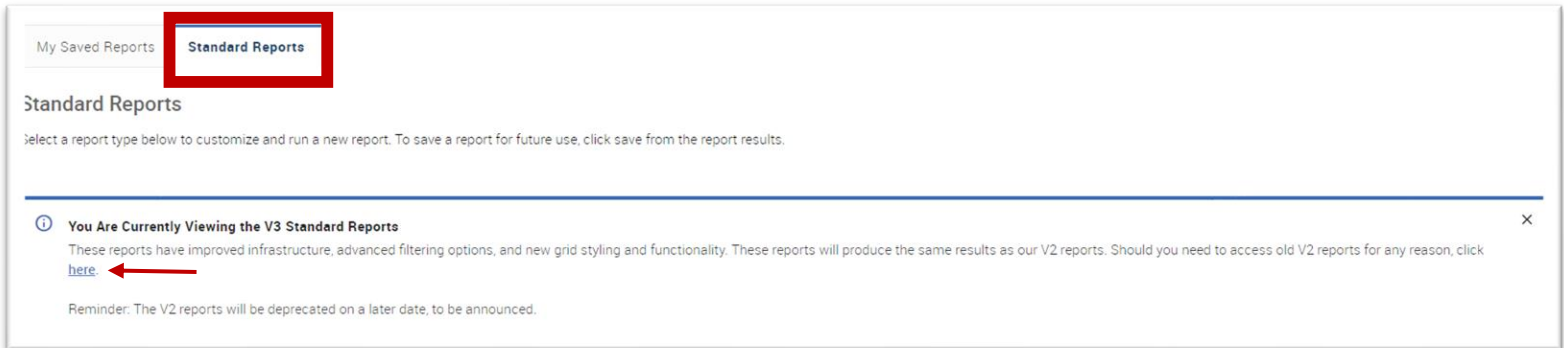 My Saved Reports Standard Reports
Standard Reports
Select a report type below to customize and run a new report. To save a report for future use, click save from the report results.
You Are Currently Viewing the V3 Standard Reports
These reports have improved infrastructure, advanced filtering options, and new grid styling and functionality. These reports will produce the same results as our V2 reports. Should you need to access old V2 reports for any reason, click
here.
Reminder: The V2 reports will be deprecated on a later date, to be announced.